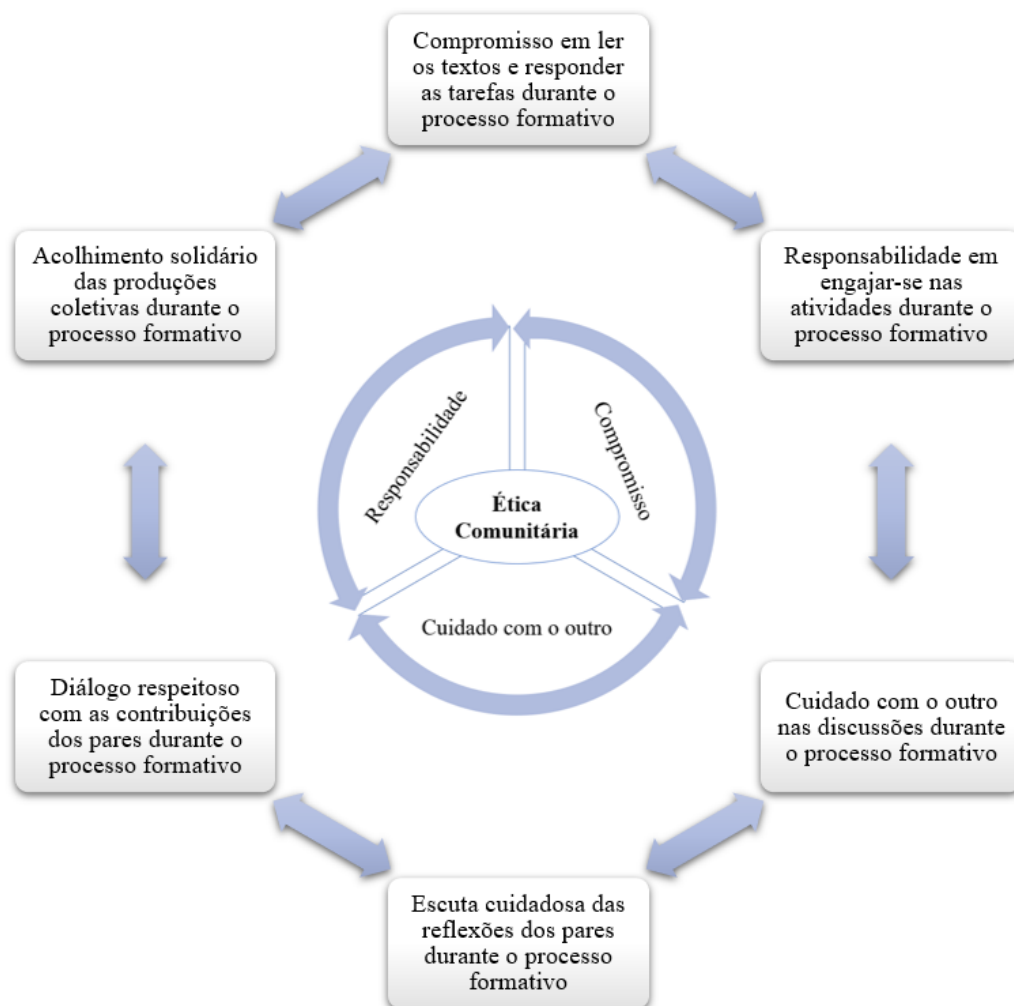 Compromisso em ler
os textos e responder
as tarefas durante o
processo formativo
Acolhimento solidário
das produções
coletivas durante o
processo formativo
Responsabilidade em
engajar-se nas
atividades durante o
processo formativo
Responsabilidade
Compromisso
Ética
Comunitária
Cuidado com o outro
Diálogo respeitoso
com as contribuições
dos pares durante o
processo formativo
Cuidado com o outro
nas discussões durante
o processo formativo
Escuta cuidadosa das
reflexões dos pares
durante o processo
formativo